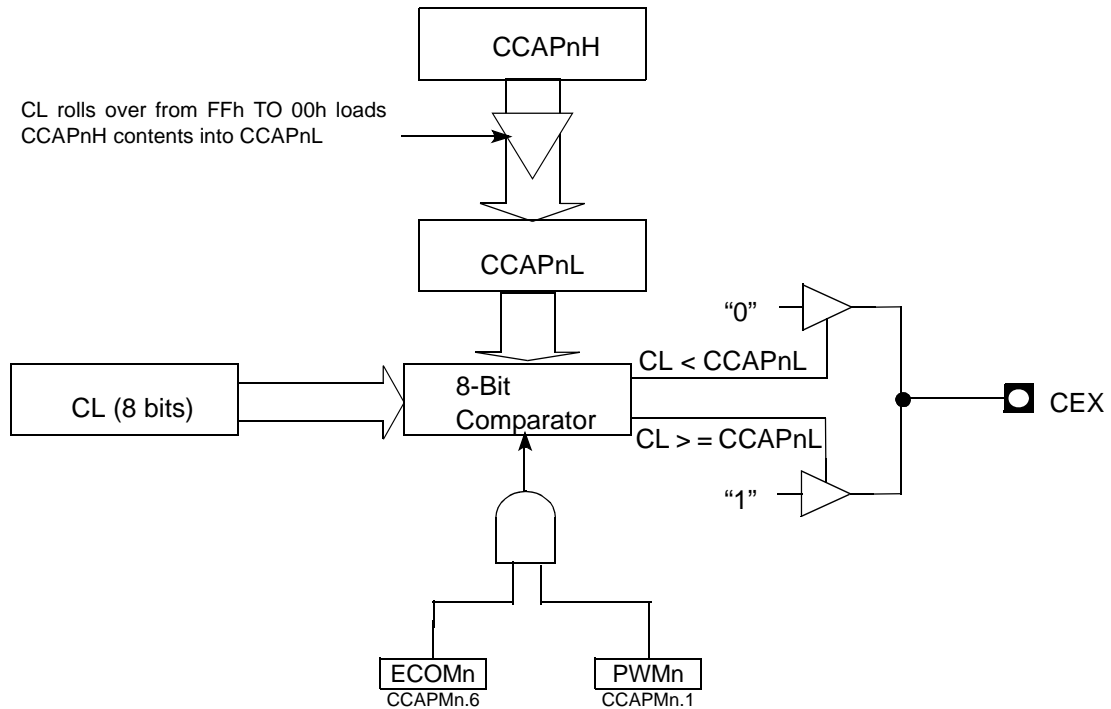 CCAPnH
CL rolls over from FFh TO 00h loads
CCAPnH contents into CCAPnL
CCAPnL
“0”
CL < CCAPnL
CL (8 bits)
8-Bit
Comparator
CEX
CL > = CCAPnL
“1”
ECOMn
PWMn
CCAPMn.6
CCAPMn.1